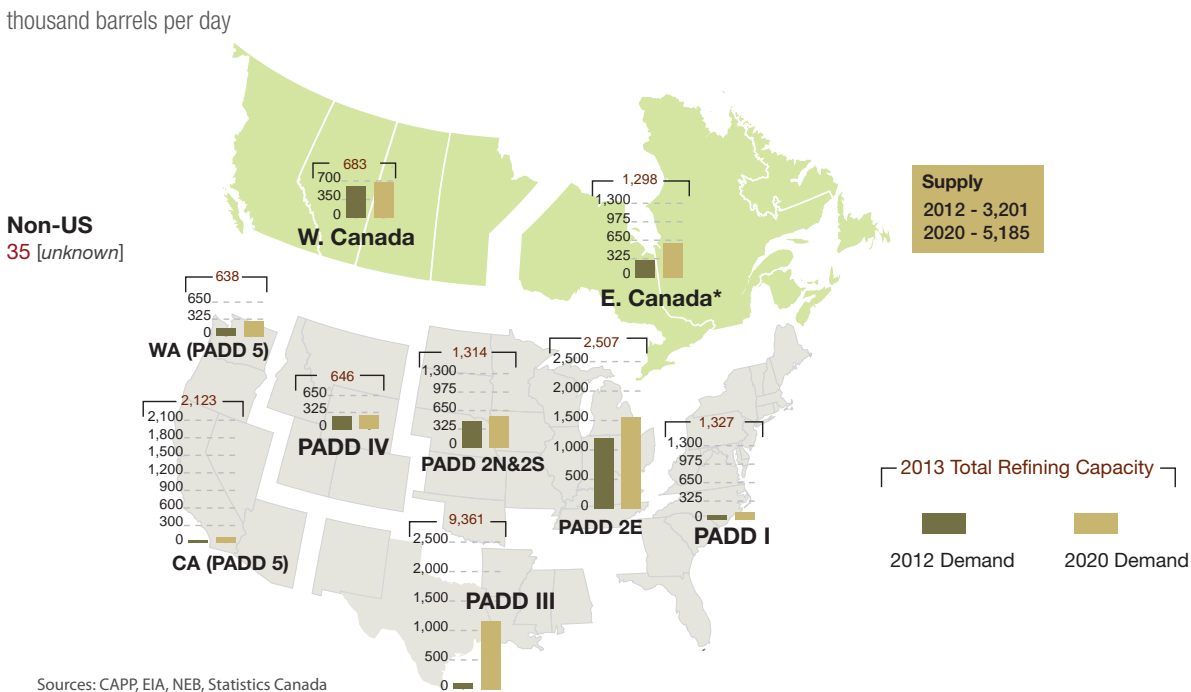 thousand barrels per day
Non-US
35 [unknown]
683
700
350
0
W. Canada
1,298
1,300
975
650
325
0
E. Canada*
Supply
2012 - 3,201
2020 - 5,185
638
650
325
0
WA (PADD 5)
646
650
325
0
PADD IV
1,314
1,300
975
650
325
0
PADD 2N&2S
2,507
2,500
2,000
1,500
1,000
500
0
PADD 2E
2,123
2,100
1,800
1,500
1,200
900
600
300
0
CA (PADD 5)
1,327
1,300
975
650
325
0
PADD I
9,361
2,500
2,000
1,500
1,000
500
0
PADD III
2013 Total Refining Capacity
2012 Demand
2020 Demand
Sources: CAPP, EIA, NEB, Statistics Canada